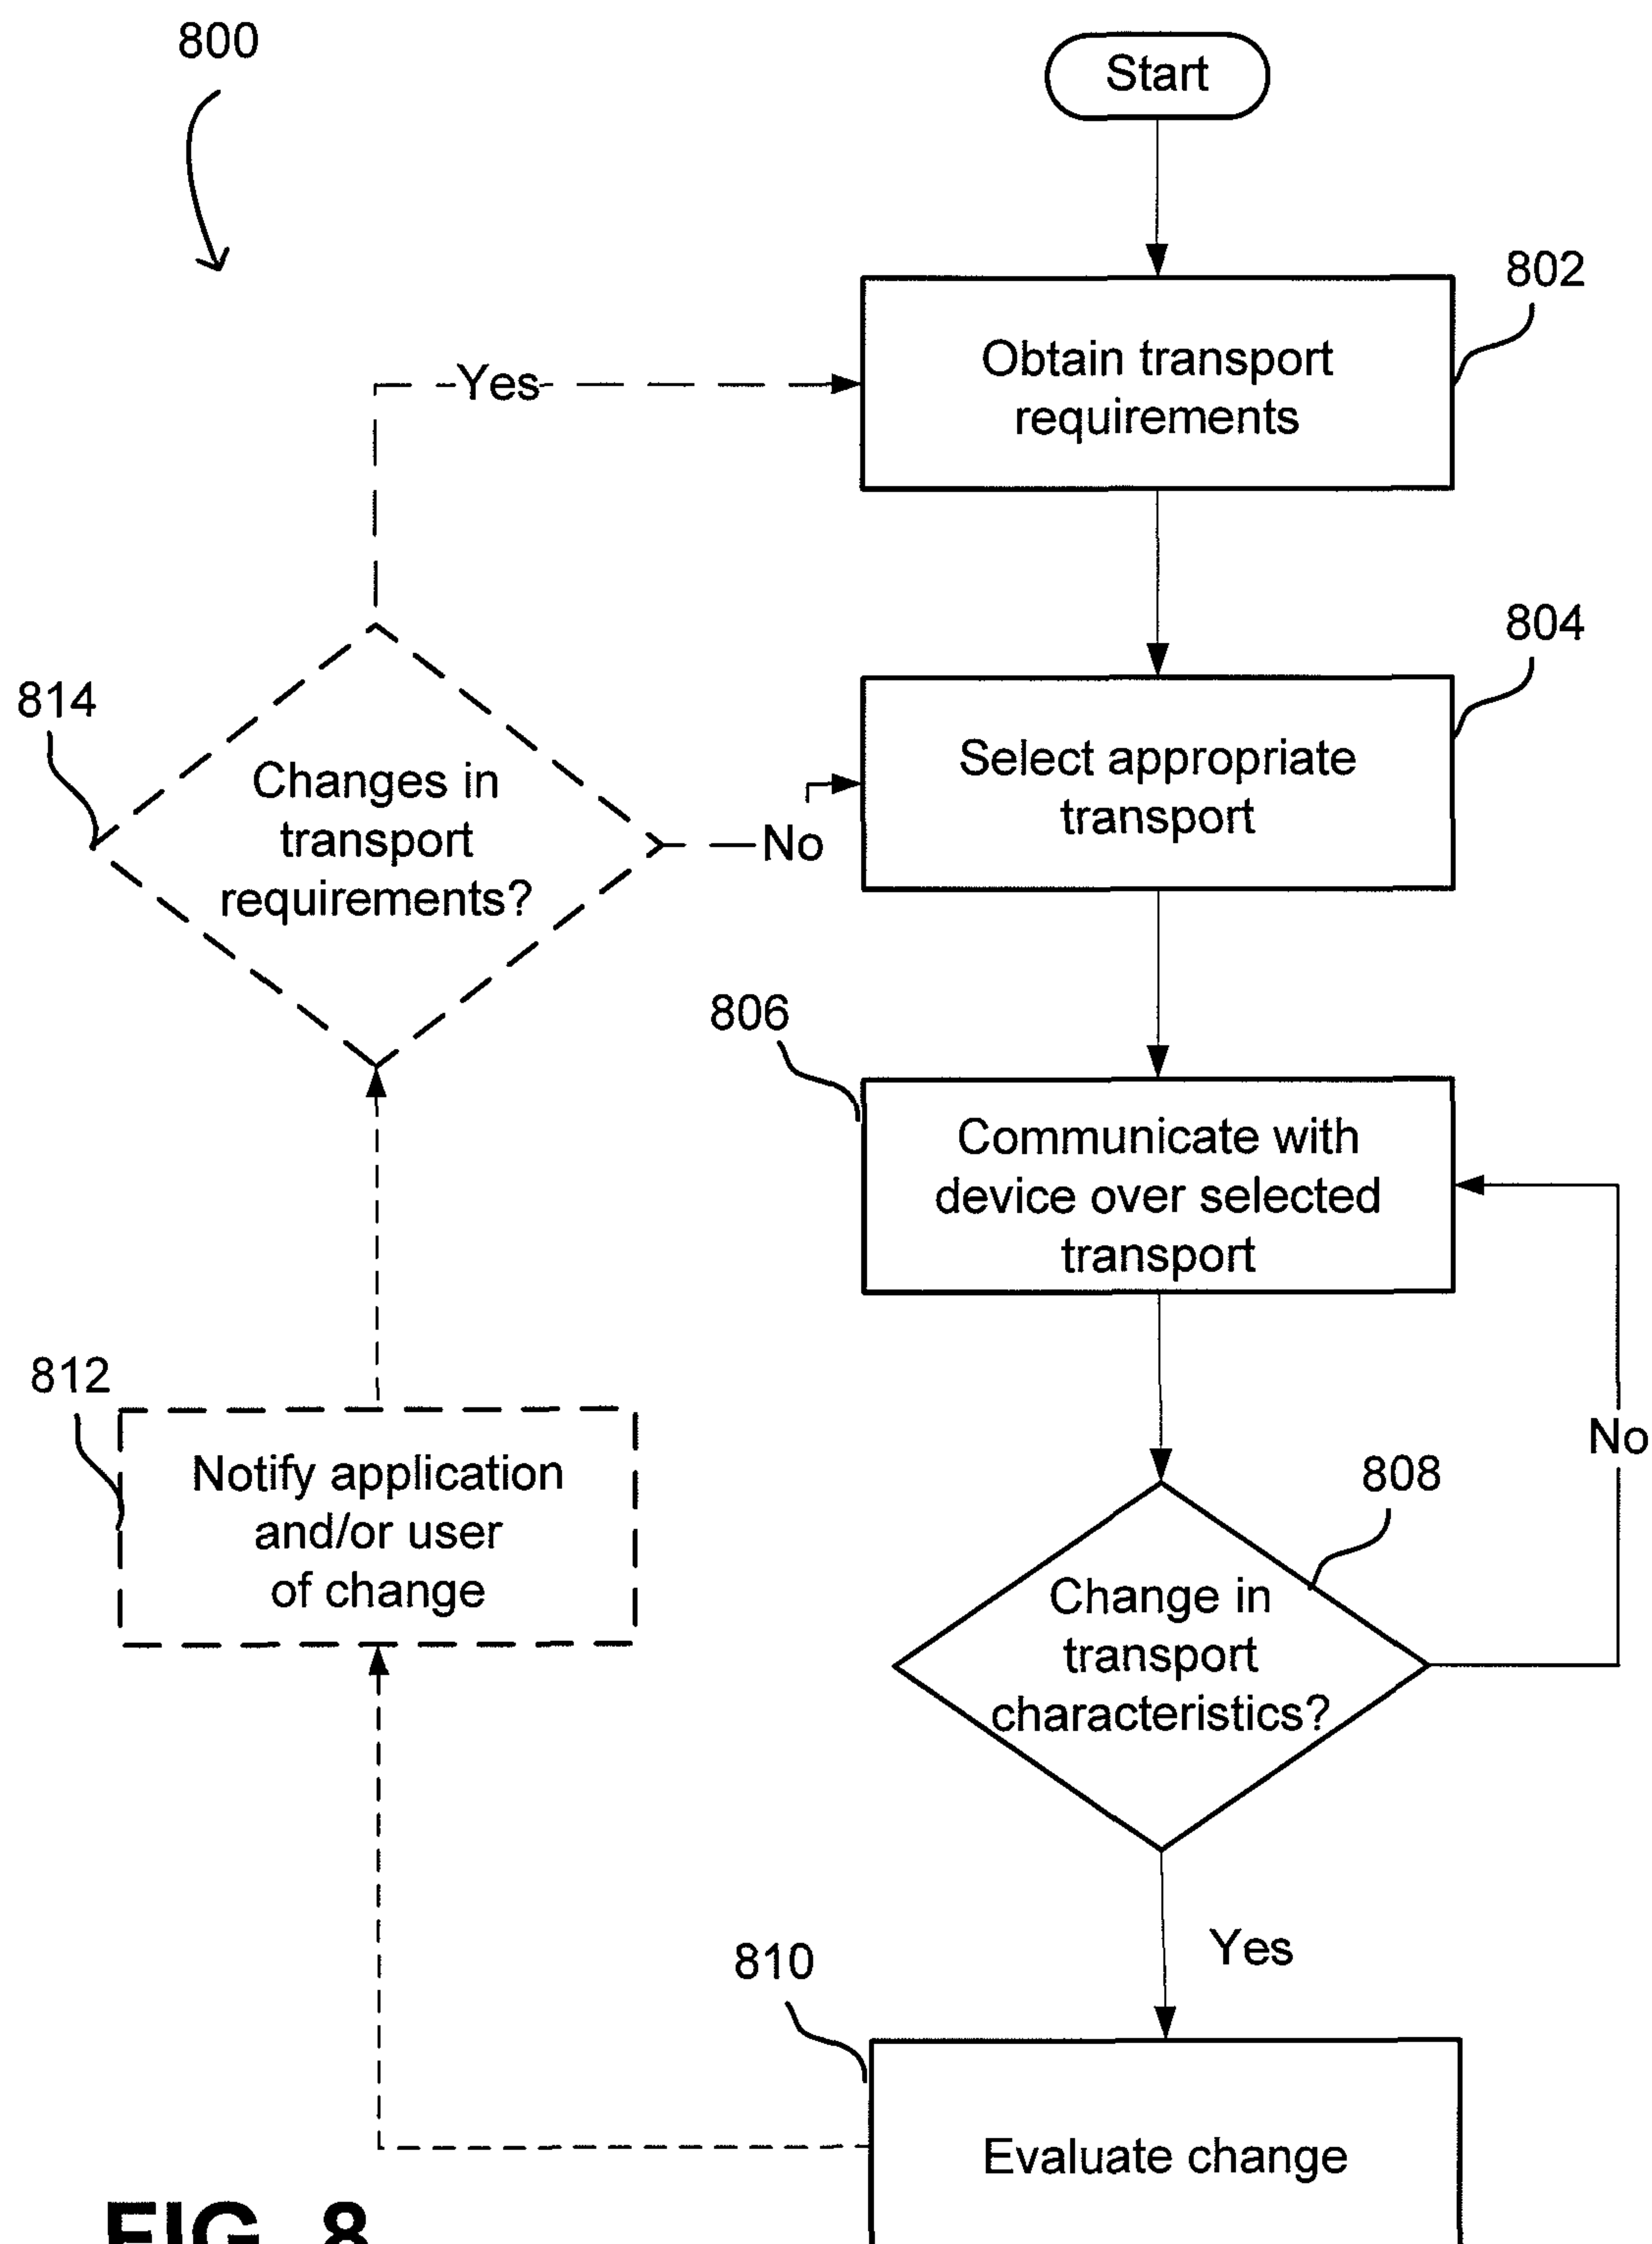 800
Start
802
Obtain transport
requirements
Yes
804
Select appropriate
transport
814
Changes in
transport
requirements?
No
806
Communicate with
device over selected
transport
812
Notify application
and/or user
of change
No
808
Change in
transport
characteristics?
Yes
810
Evaluate change
FIG. 8